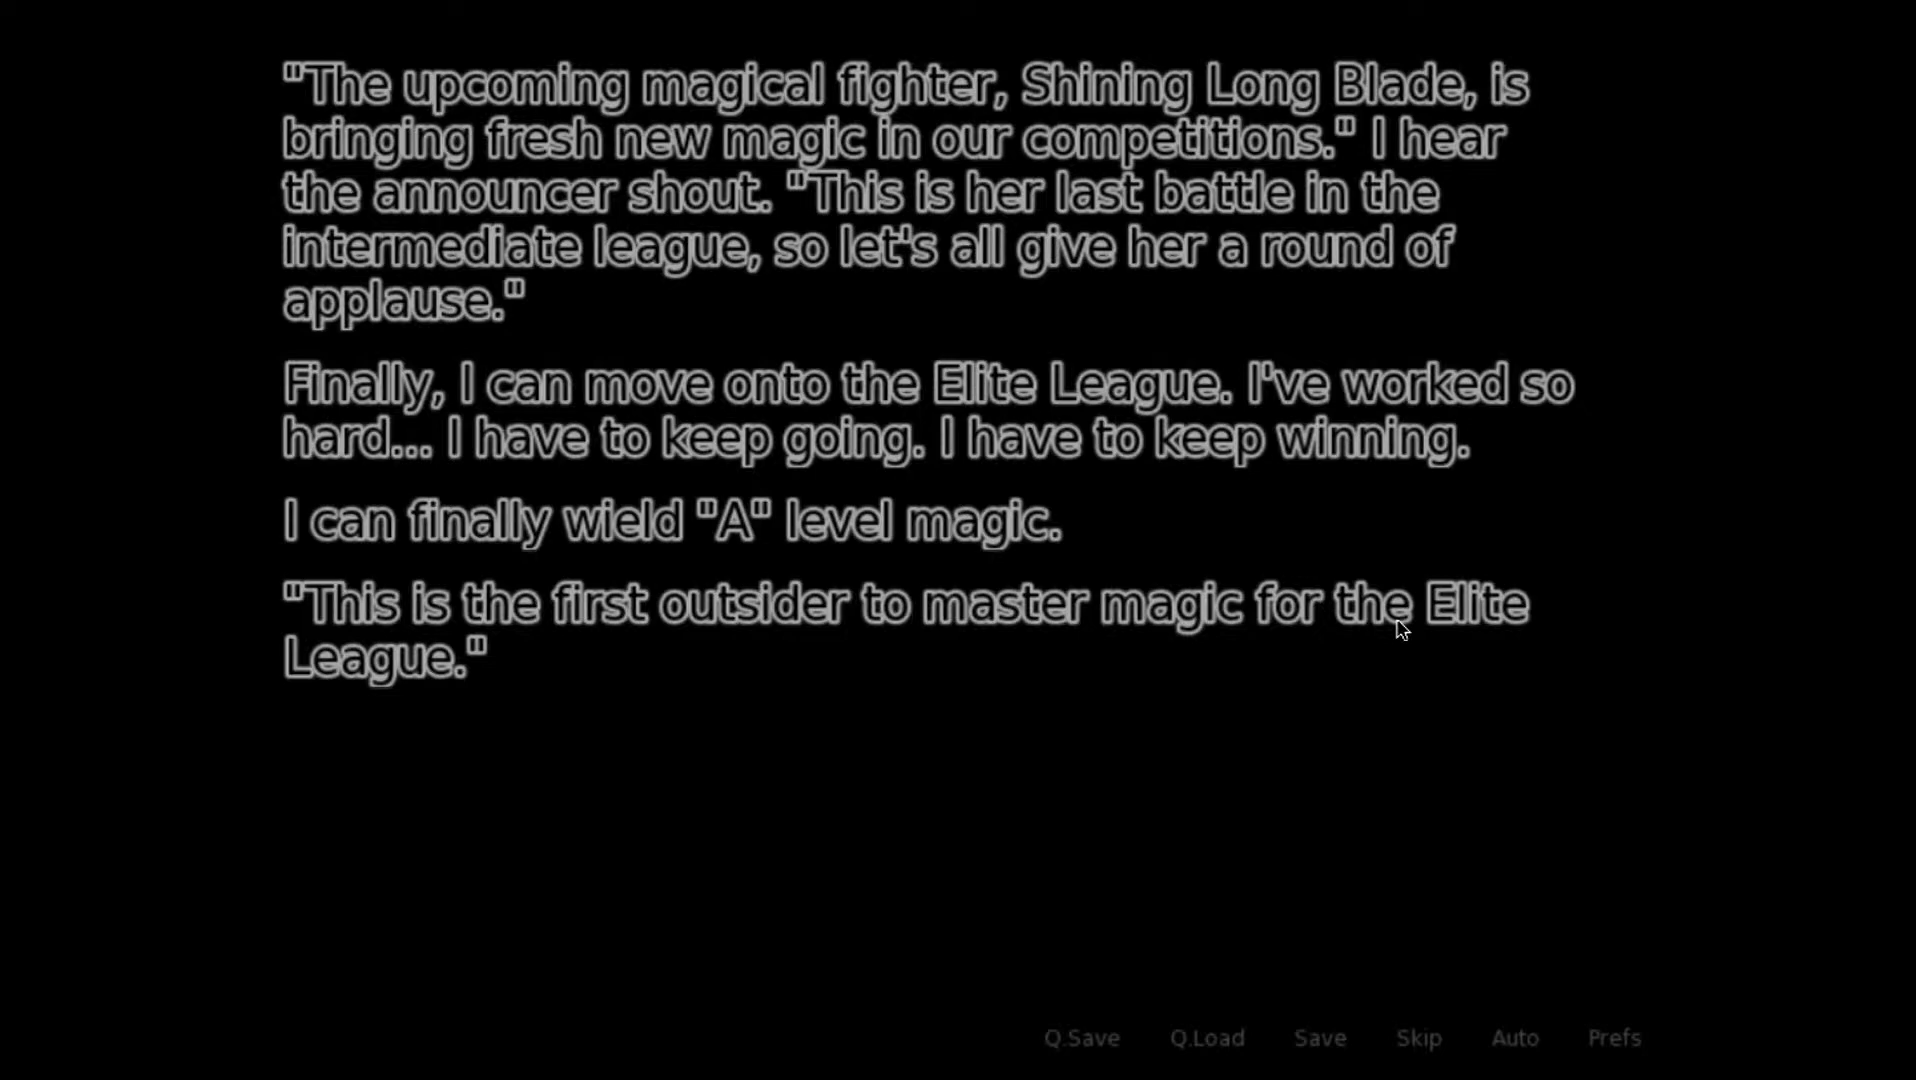 "The upcoming magical fighter, Shining Long Blade, is
bringing fresh new magic in our competitions." I hear
the announcer shout. "This is her last battle in the
intermediate league, so let's all give her a round of
applause."
Finally, I can move onto the Elite League. I've worked so
hard... I have to keep going. I have to keep winning.
I can finally wield "A" level magic.
"This is the first outsider to master magic for the Elite
League."
Q.Save Q.Load Save Skip Auto Prefs